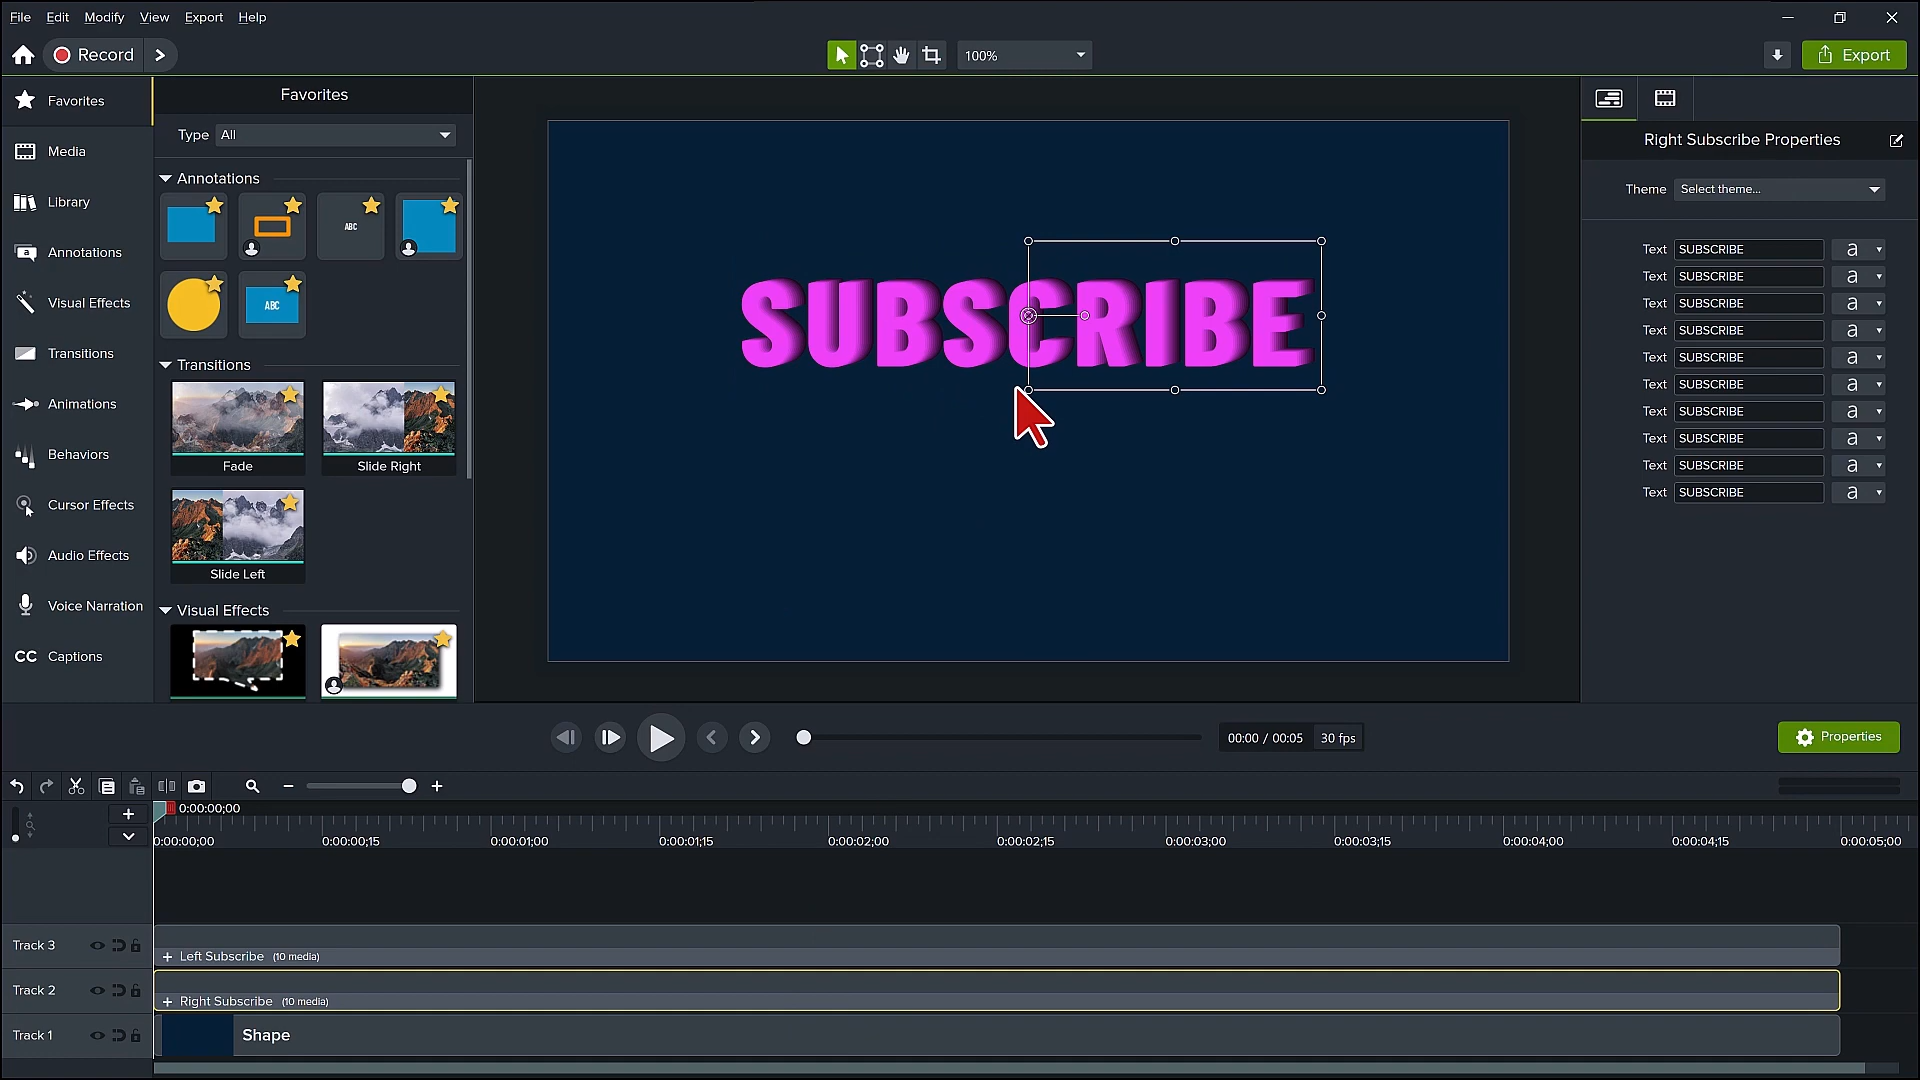 File Edit Modify View Export Help
Record 100% Export
Favorites
Media
Library
Annotations
Visual Effects
Transitions
Animations
Behaviors
Cursor Effects
Audio Effects
Voice Narration
CC Captions
Favorites
Type All
Annotations
ABC
ABC
Transitions
Fade Slide Right
Slide Left
Visual Effects
SUBSCRIBE
Right Subscribe Properties
Theme Select theme...
Text SUBSCRIBE a
Text SUBSCRIBE a
Text SUBSCRIBE a
Text SUBSCRIBE a
Text SUBSCRIBE a
Text SUBSCRIBE a
Text SUBSCRIBE a
Text SUBSCRIBE a
Text SUBSCRIBE a
Text SUBSCRIBE a
00:00 / 00:05 30 fps
Properties
0:00:00;00
0:00:00;00 0:00:00;15 0:00:01;00 0:00:01;15 0:00:02;00 0:00:02;15 0:00:03;00 0:00:03;15 0:00:04;00 0:00:04;15 0:00:05;00
Track 3
+ Left Subscribe (10 media)
Track 2
+ Right Subscribe (10 media)
Track 1 Shape